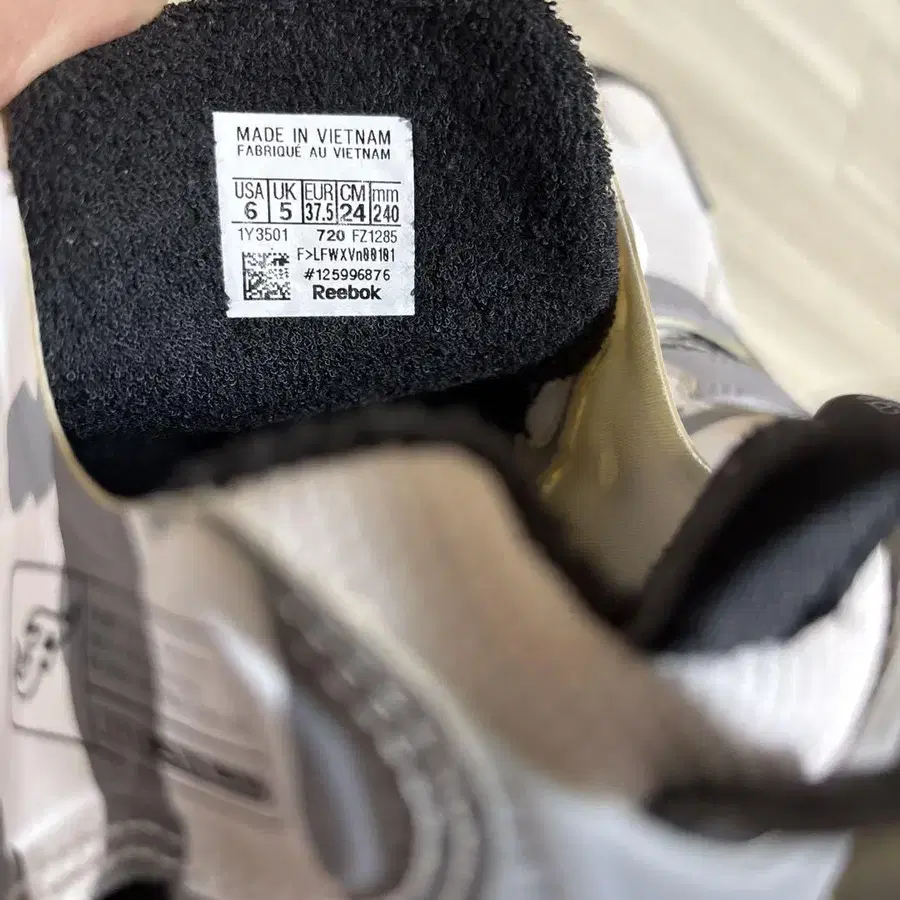 MADE IN VIETNAM
FABRIQUÉ AU VIETNAM
USA UK EUR CM mm
6 5 37.5 24 240
1Y3501 720 FZ1285
F>LFWXVn00101
#125996876
Reebok